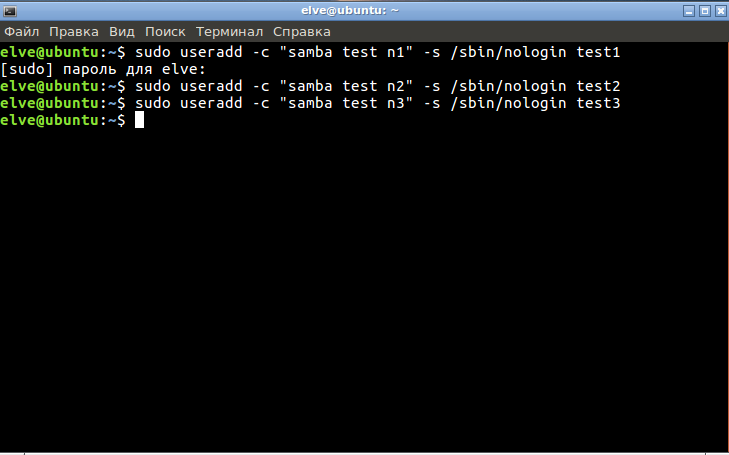 elve@ubuntu: ~
Файл Правка Вид Поиск Терминал Справка
elve@ubuntu:~$ sudo useradd -c "samba test n1" -s /sbin/nologin test1
[sudo] пароль для elve:
elve@ubuntu:~$ sudo useradd -c "samba test n2" -s /sbin/nologin test2
elve@ubuntu:~$ sudo useradd -c "samba test n3" -s /sbin/nologin test3
elve@ubuntu:~$